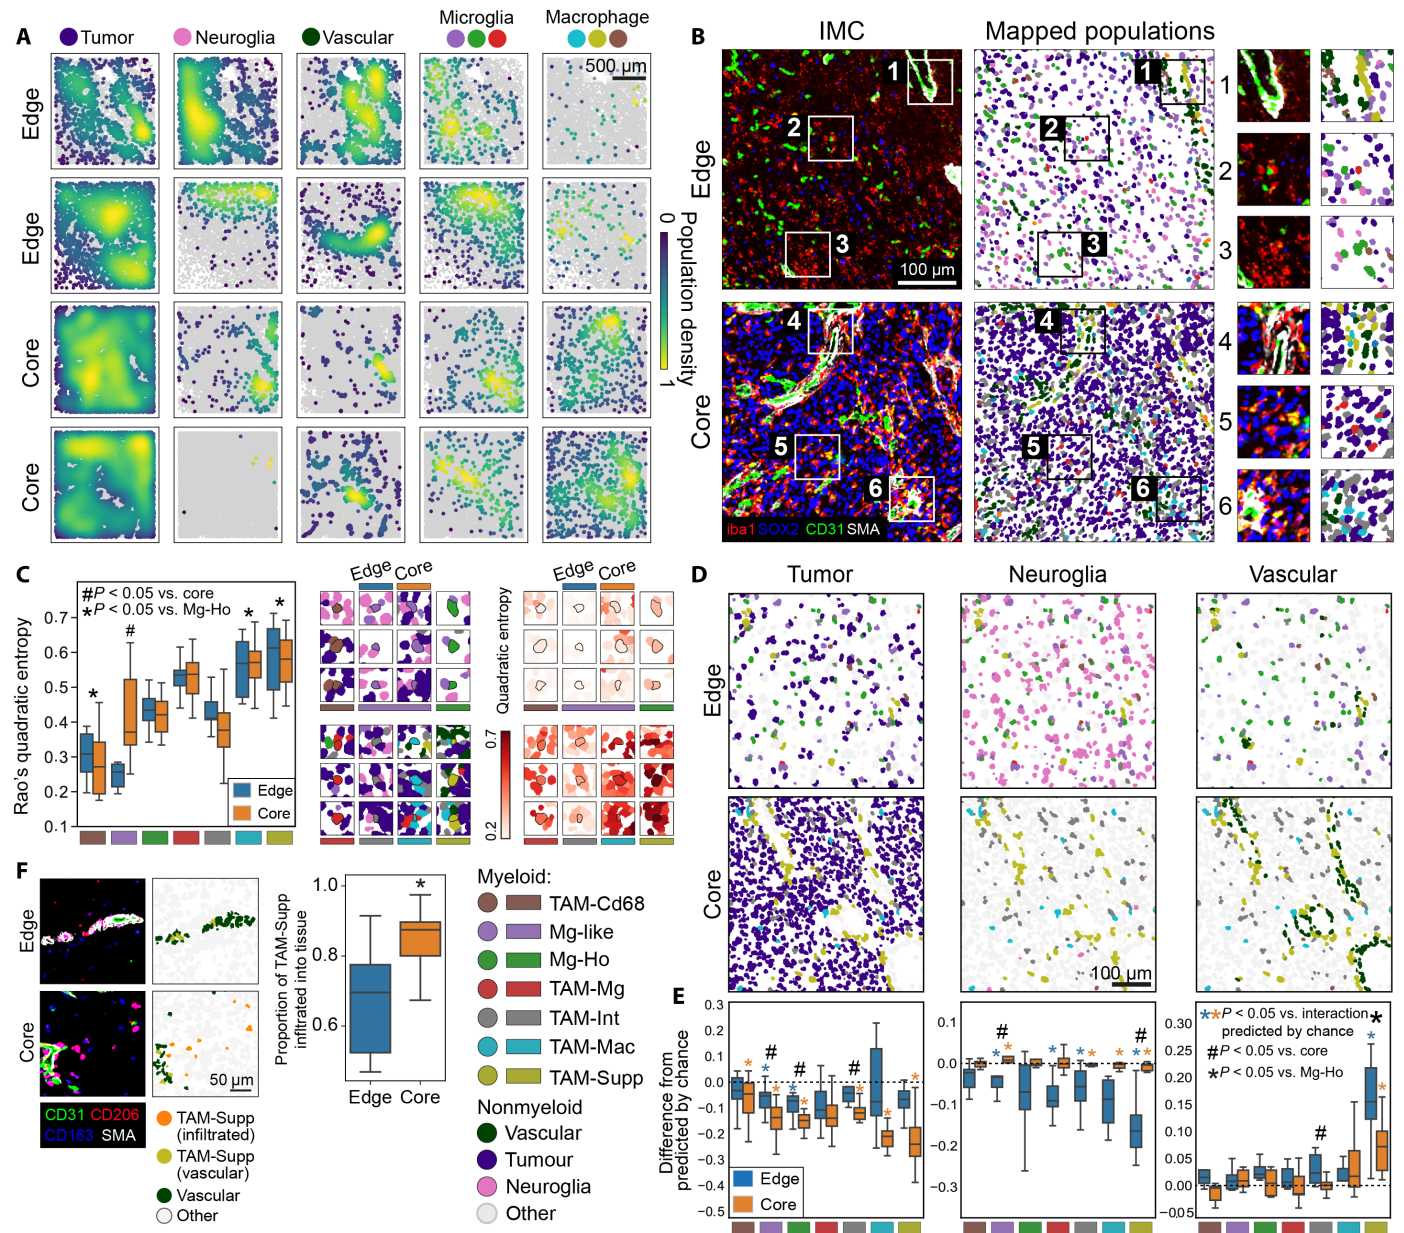 A
Tumor
Neuroglia
Vascular
Microglia
Macrophage
500 µm
Edge
Edge
Core
Core
0
Population density
1
B
IMC
Mapped populations
Edge
Core
1
2
3
100 µm
4
5
6
iba1 SOX2 CD31 SMA
1
2
3
4
5
6
1
2
3
4
5
6
C
Rao's quadratic entropy
0.7
0.6
0.5
0.4
0.3
0.2
0.1
#P < 0.05 vs. core
*P < 0.05 vs. Mg-Ho
*
#
*
*
Edge
Core
Edge
Core
Edge
Core
Quadratic entropy
0.7
0.2
D
Tumor
Neuroglia
Vascular
Edge
Core
100 µm
E
Difference from
predicted by chance
0.3
0.2
0.1
0.0
−0.1
−0.2
−0.3
−0.4
−0.5
Edge
Core
0.1
0.0
−0.1
−0.2
−0.3
0.30
0.25
0.20
0.15
0.10
0.05
0.00
−0.05
**P < 0.05 vs. interaction
predicted by chance
#P < 0.05 vs. core
*P < 0.05 vs. Mg-Ho
F
Edge
Core
50 µm
CD31 CD206
CD163 SMA
TAM-Supp
(infiltrated)
TAM-Supp
(vascular)
Vascular
Other
Proportion of TAM-Supp
infiltrated into tissue
1.0
0.8
0.6
*
Edge
Core
Myeloid:
TAM-Cd68
Mg-like
Mg-Ho
TAM-Mg
TAM-Int
TAM-Mac
TAM-Supp
Nonmyeloid
Vascular
Tumour
Neuroglia
Other